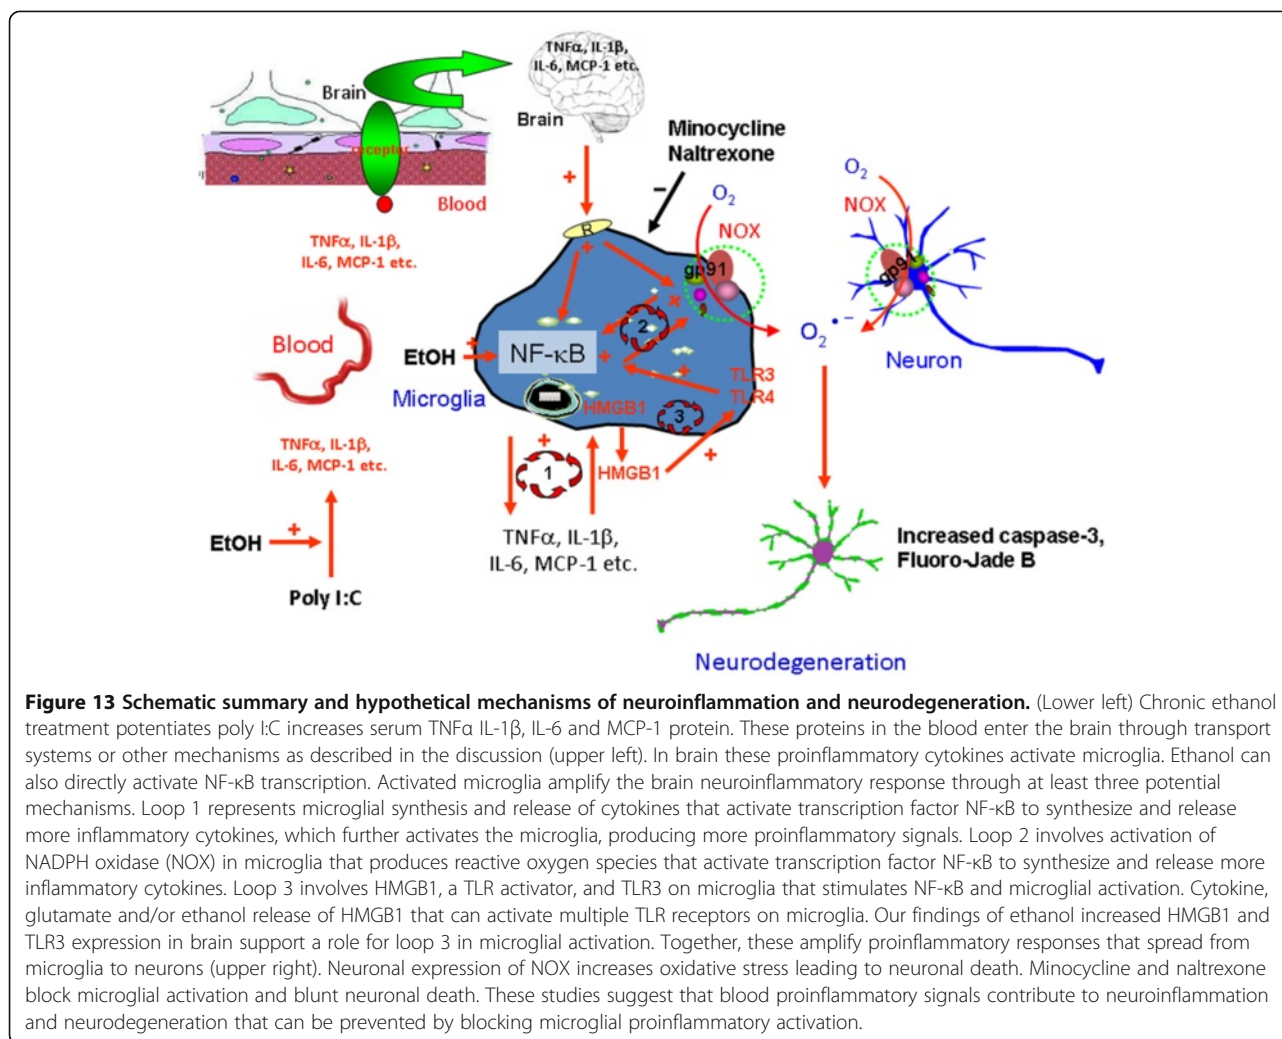 TNFα, IL-1β,
IL-6, MCP-1 etc.
Brain
Brain
receptor
Blood
Minocycline
Naltrexone
+
–
O2
NOX
O2
NOX
TNFα, IL-1β,
IL-6, MCP-1 etc.
R
+
gp91
gp91
+
2
O2•–
Neuron
Blood
EtOH
+
NF-κB
+
Microglia
+
TLR3
TLR4
HMGB1
3
TNFα, IL-1β,
IL-6, MCP-1 etc.
+
1
HMGB1
+
EtOH
+
Poly I:C
TNFα, IL-1β,
IL-6, MCP-1 etc.
Increased caspase-3,
Fluoro-Jade B
Neurodegeneration
Figure 13 Schematic summary and hypothetical mechanisms of neuroinflammation and neurodegeneration. (Lower left) Chronic ethanol
treatment potentiates poly I:C increases serum TNFα IL-1β, IL-6 and MCP-1 protein. These proteins in the blood enter the brain through transport
systems or other mechanisms as described in the discussion (upper left). In brain these proinflammatory cytokines activate microglia. Ethanol can
also directly activate NF-κB transcription. Activated microglia amplify the brain neuroinflammatory response through at least three potential
mechanisms. Loop 1 represents microglial synthesis and release of cytokines that activate transcription factor NF-κB to synthesize and release
more inflammatory cytokines, which further activates the microglia, producing more proinflammatory signals. Loop 2 involves activation of
NADPH oxidase (NOX) in microglia that produces reactive oxygen species that activate transcription factor NF-κB to synthesize and release more
inflammatory cytokines. Loop 3 involves HMGB1, a TLR activator, and TLR3 on microglia that stimulates NF-κB and microglial activation. Cytokine,
glutamate and/or ethanol release of HMGB1 that can activate multiple TLR receptors on microglia. Our findings of ethanol increased HMGB1 and
TLR3 expression in brain support a role for loop 3 in microglial activation. Together, these amplify proinflammatory responses that spread from
microglia to neurons (upper right). Neuronal expression of NOX increases oxidative stress leading to neuronal death. Minocycline and naltrexone
block microglial activation and blunt neuronal death. These studies suggest that blood proinflammatory signals contribute to neuroinflammation
and neurodegeneration that can be prevented by blocking microglial proinflammatory activation.